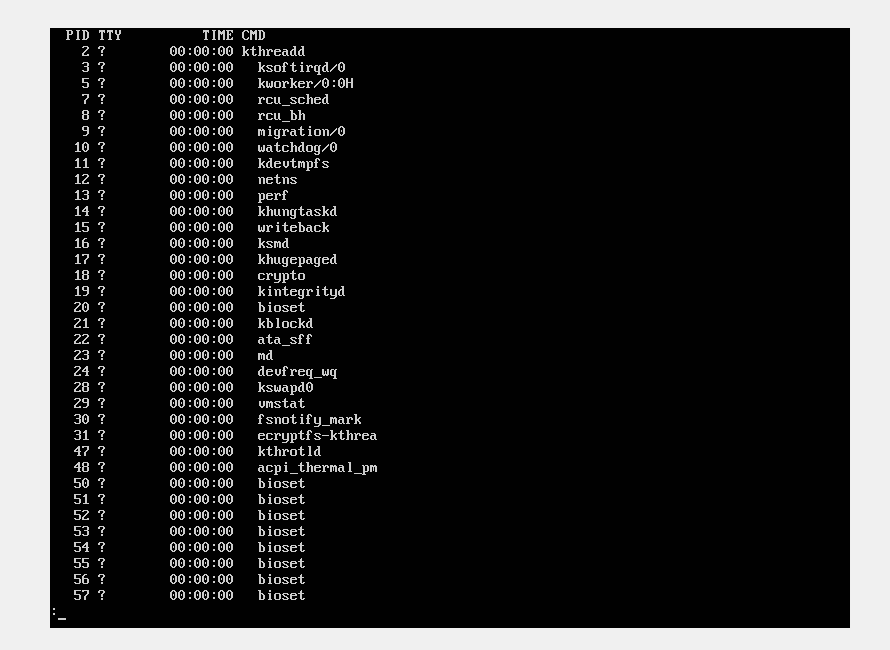 PID TTY TIME CMD
2 ? 00:00:00 kthreadd
3 ? 00:00:00 ksoftirqd/0
5 ? 00:00:00 kworker/0:0H
7 ? 00:00:00 rcu_sched
8 ? 00:00:00 rcu_bh
9 ? 00:00:00 migration/0
10 ? 00:00:00 watchdog/0
11 ? 00:00:00 kdevtmpfs
12 ? 00:00:00 netns
13 ? 00:00:00 perf
14 ? 00:00:00 khungtaskd
15 ? 00:00:00 writeback
16 ? 00:00:00 ksmd
17 ? 00:00:00 khugepaged
18 ? 00:00:00 crypto
19 ? 00:00:00 kintegrityd
20 ? 00:00:00 bioset
21 ? 00:00:00 kblockd
22 ? 00:00:00 ata_sff
23 ? 00:00:00 md
24 ? 00:00:00 devfreq_wq
28 ? 00:00:00 kswapd0
29 ? 00:00:00 vmstat
30 ? 00:00:00 fsnotify_mark
31 ? 00:00:00 ecryptfs-kthrea
47 ? 00:00:00 kthrotld
48 ? 00:00:00 acpi_thermal_pm
50 ? 00:00:00 bioset
51 ? 00:00:00 bioset
52 ? 00:00:00 bioset
53 ? 00:00:00 bioset
54 ? 00:00:00 bioset
55 ? 00:00:00 bioset
56 ? 00:00:00 bioset
57 ? 00:00:00 bioset
:_